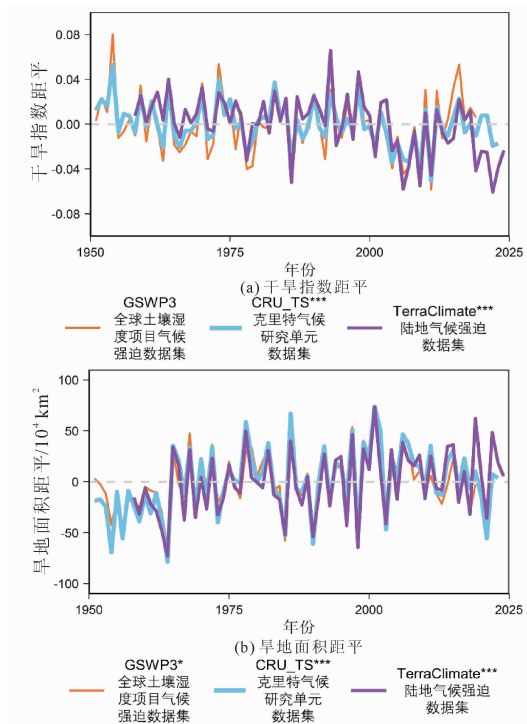 0.08
0.04
0.00
-0.04
-0.08
干旱指数距平
1950
1975
2000
2025
年份
(a)干旱指数距平
GSWP3
全球土壤湿
度项目气候
强迫数据集
CRU_TS***
克里特气候
研究单元
数据集
TerraClimate***
陆地气候强迫
数据集
100
50
0
-50
-100
旱地面积距平/10⁴ km²
1950
1975
2000
2025
年份
(b)旱地面积距平
GSWP3*
全球土壤湿
度项目气候
强迫数据集
CRU_TS***
克里特气候
研究单元
数据集
TerraClimate***
陆地气候强迫
数据集